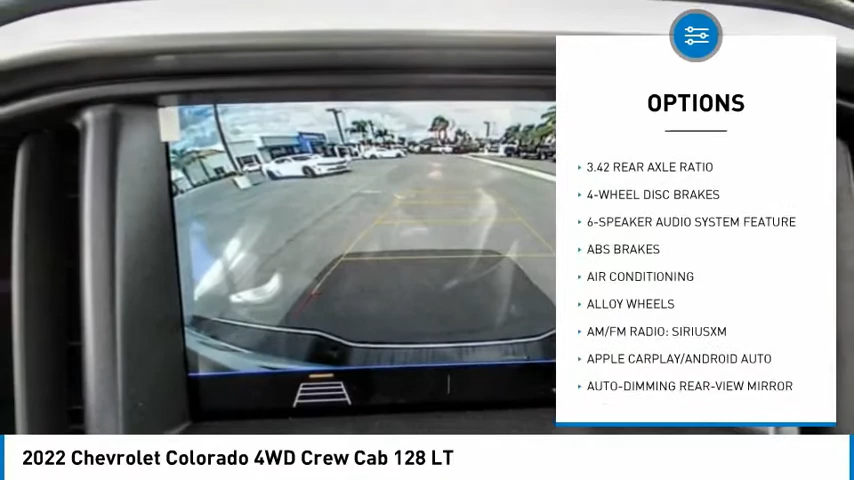 OPTIONS
3.42 REAR AXLE RATIO
4-WHEEL DISC BRAKES
6-SPEAKER AUDIO SYSTEM FEATURE
ABS BRAKES
AIR CONDITIONING
ALLOY WHEELS
AM/FM RADIO: SIRIUSXM
APPLE CARPLAY/ANDROID AUTO
AUTO-DIMMING REAR-VIEW MIRROR
2022 Chevrolet Colorado 4WD Crew Cab 128 LT